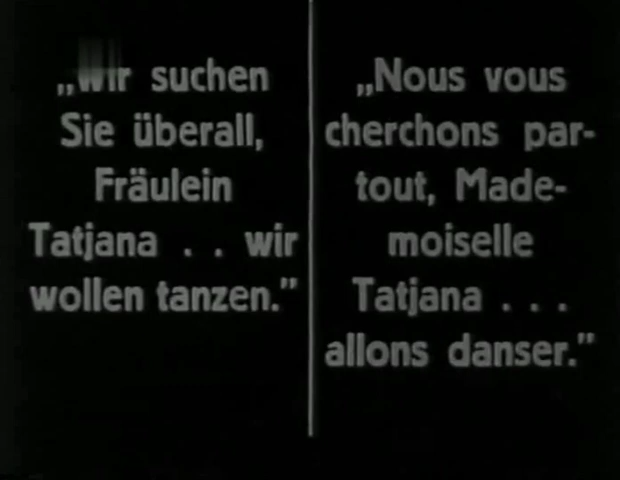 „Wir suchen
Sie überall,
Fräulein
Tatjana . . wir
wollen tanzen.”
„Nous vous
cherchons par-
tout, Made-
moiselle
Tatjana . . .
allons danser.”